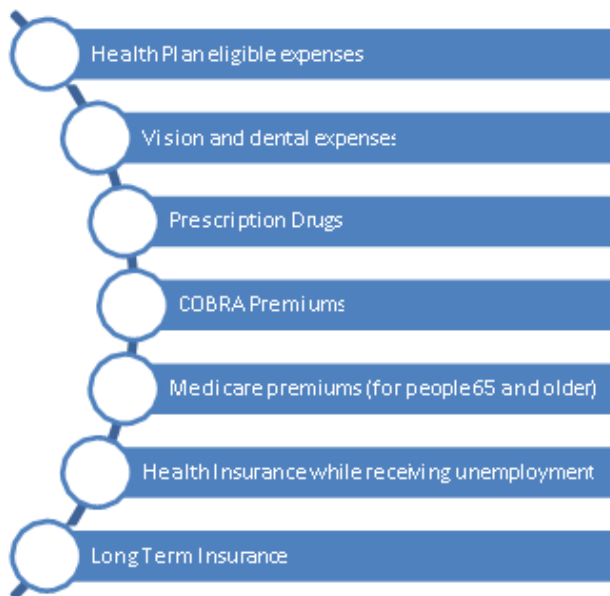 Health Plan eligible expenses
Vision and dental expenses
Prescription Drugs
COBRA Premiums
Medicare premiums (for people 65 and older)
Health Insurance while receiving unemployment
Long Term Insurance